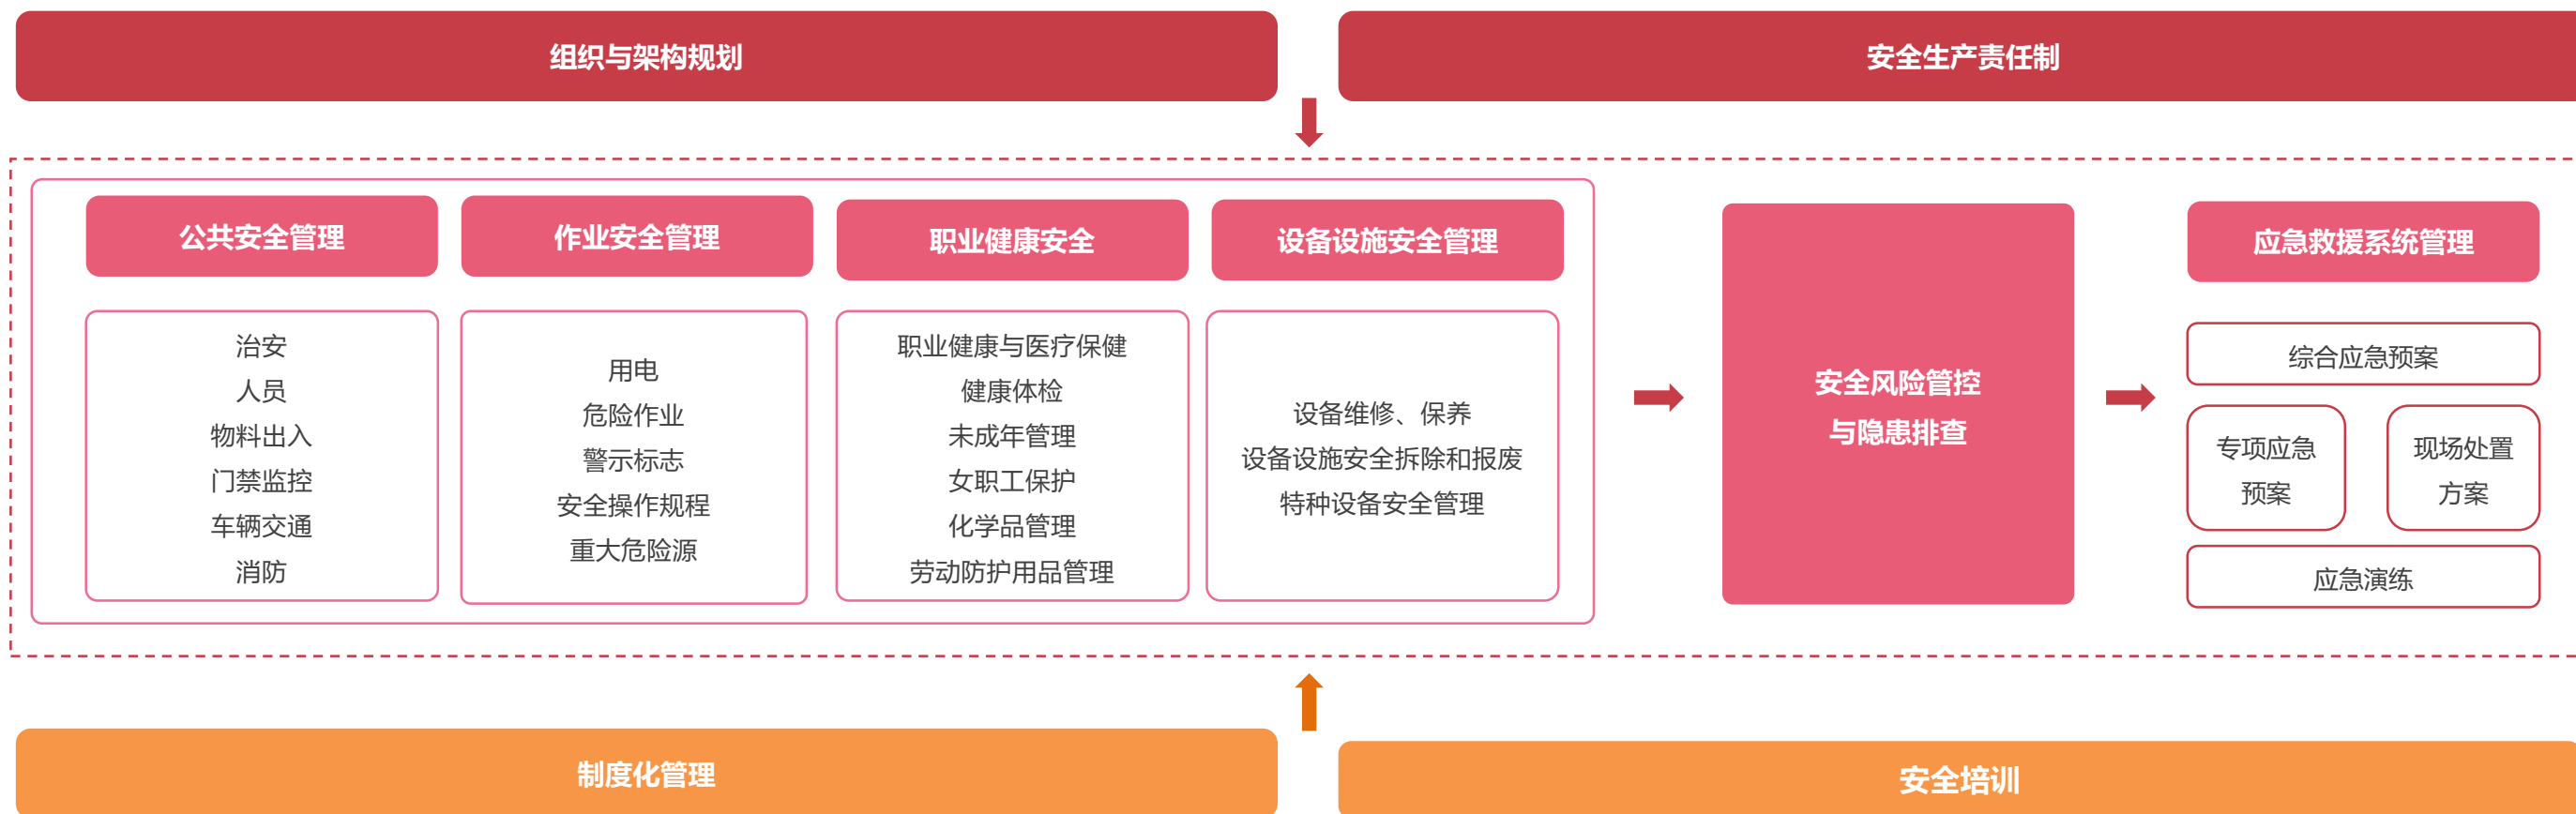 组织与架构规划
安全生产责任制
公共安全管理
治安
人员
物料出入
门禁监控
车辆交通
消防
作业安全管理
用电
危险作业
警示标志
安全操作规程
重大危险源
职业健康安全
职业健康与医疗保健
健康体检
未成年管理
女职工保护
化学品管理
劳动防护用品管理
设备设施安全管理
设备维修、保养
设备设施安全拆除和报废
特种设备安全管理
安全风险管控
与隐患排查
应急救援系统管理
综合应急预案
专项应急
预案
现场处置
方案
应急演练
制度化管理
安全培训